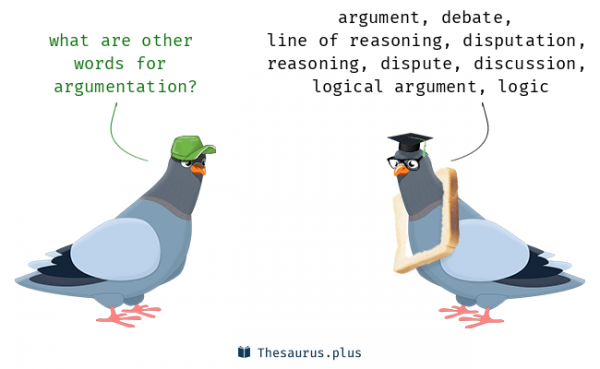 what are other
words for
argumentation?
argument, debate,
line of reasoning, disputation,
reasoning, dispute, discussion,
logical argument, logic
Thesaurus.plus